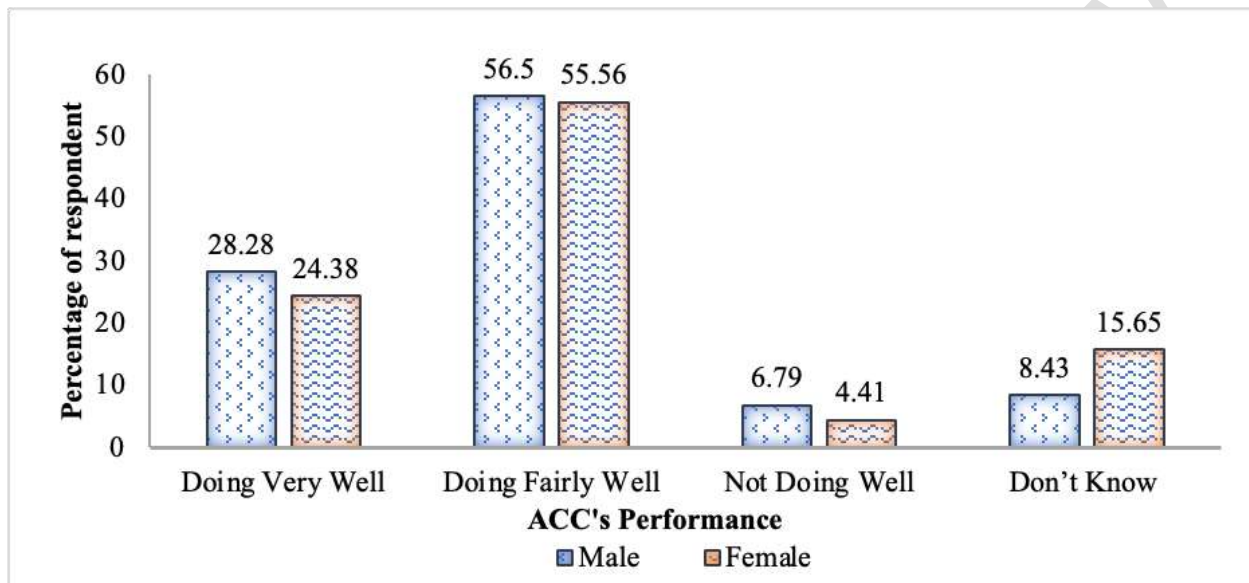 Percentage of respondent
60
50
40
30
20
10
0
28.28
24.38
56.5
55.56
6.79
4.41
8.43
15.65
Doing Very Well
Doing Fairly Well
Not Doing Well
Don’t Know
ACC's Performance
Male
Female